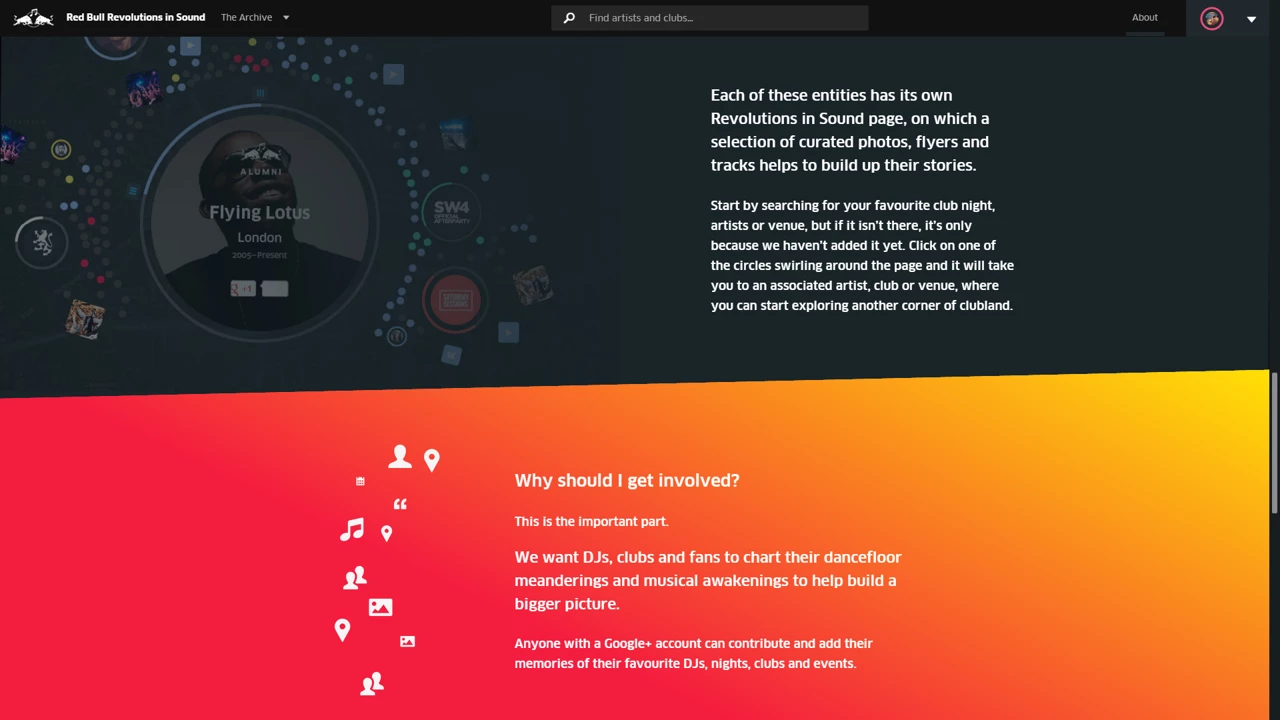 Red Bull Revolutions in Sound
The Archive
Find artists and clubs...
About
Each of these entities has its own
Revolutions in Sound page, on which a
selection of curated photos, flyers and
tracks helps to build up their stories.
Start by searching for your favourite club night,
artists or venue, but if it isn't there, it's only
because we haven't added it yet. Click on one of
the circles swirling around the page and it will take
you to an associated artist, club or venue, where
you can start exploring another corner of clubland.
ALUMNI
Flying Lotus
London
2005–Present
+1
SW4
OFFICIAL
AFTERPARTY
SATURDAY
SESSIONS
Why should I get involved?
This is the important part.
We want DJs, clubs and fans to chart their dancefloor
meanderings and musical awakenings to help build a
bigger picture.
Anyone with a Google+ account can contribute and add their
memories of their favourite DJs, nights, clubs and events.